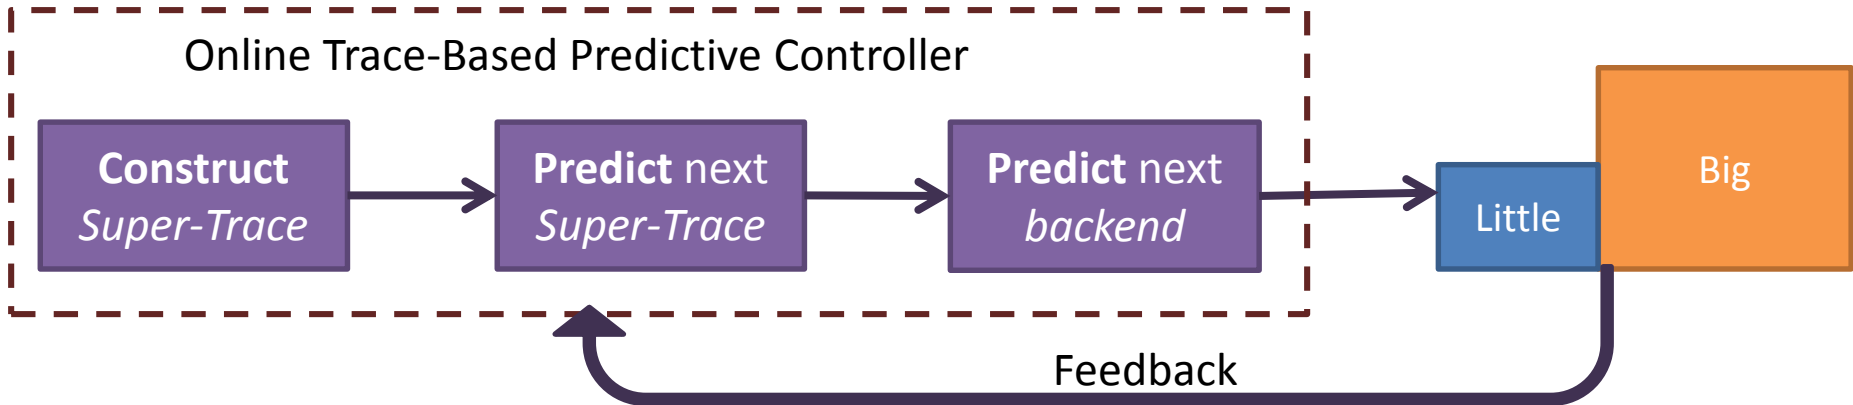 Online Trace-Based Predictive Controller
Construct
Super-Trace
Predict next
Super-Trace
Predict next
backend
Little
Big
Feedback